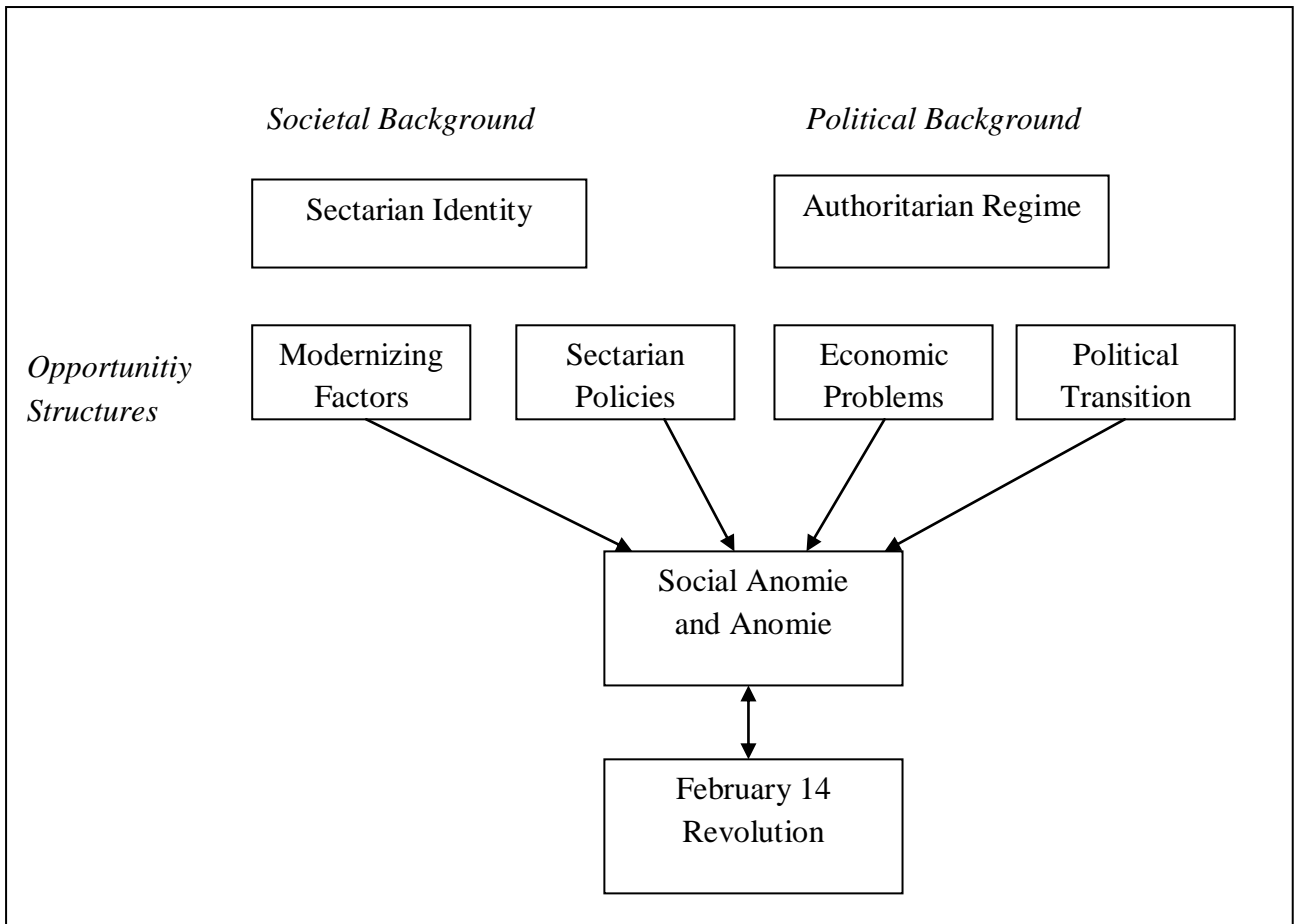 Societal Background
Political Background
Sectarian Identity
Authoritarian Regime
Opportunitiy
Structures
Modernizing
Factors
Sectarian
Policies
Economic
Problems
Political
Transition
Social Anomie
and Anomie
February 14
Revolution